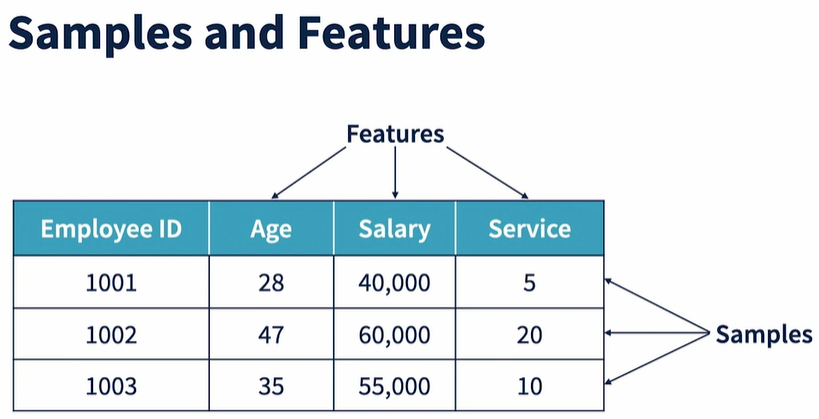 Samples and Features
Features
Employee ID Age Salary Service
1001 28 40,000 5
1002 47 60,000 20
Samples
1003 35 55,000 10